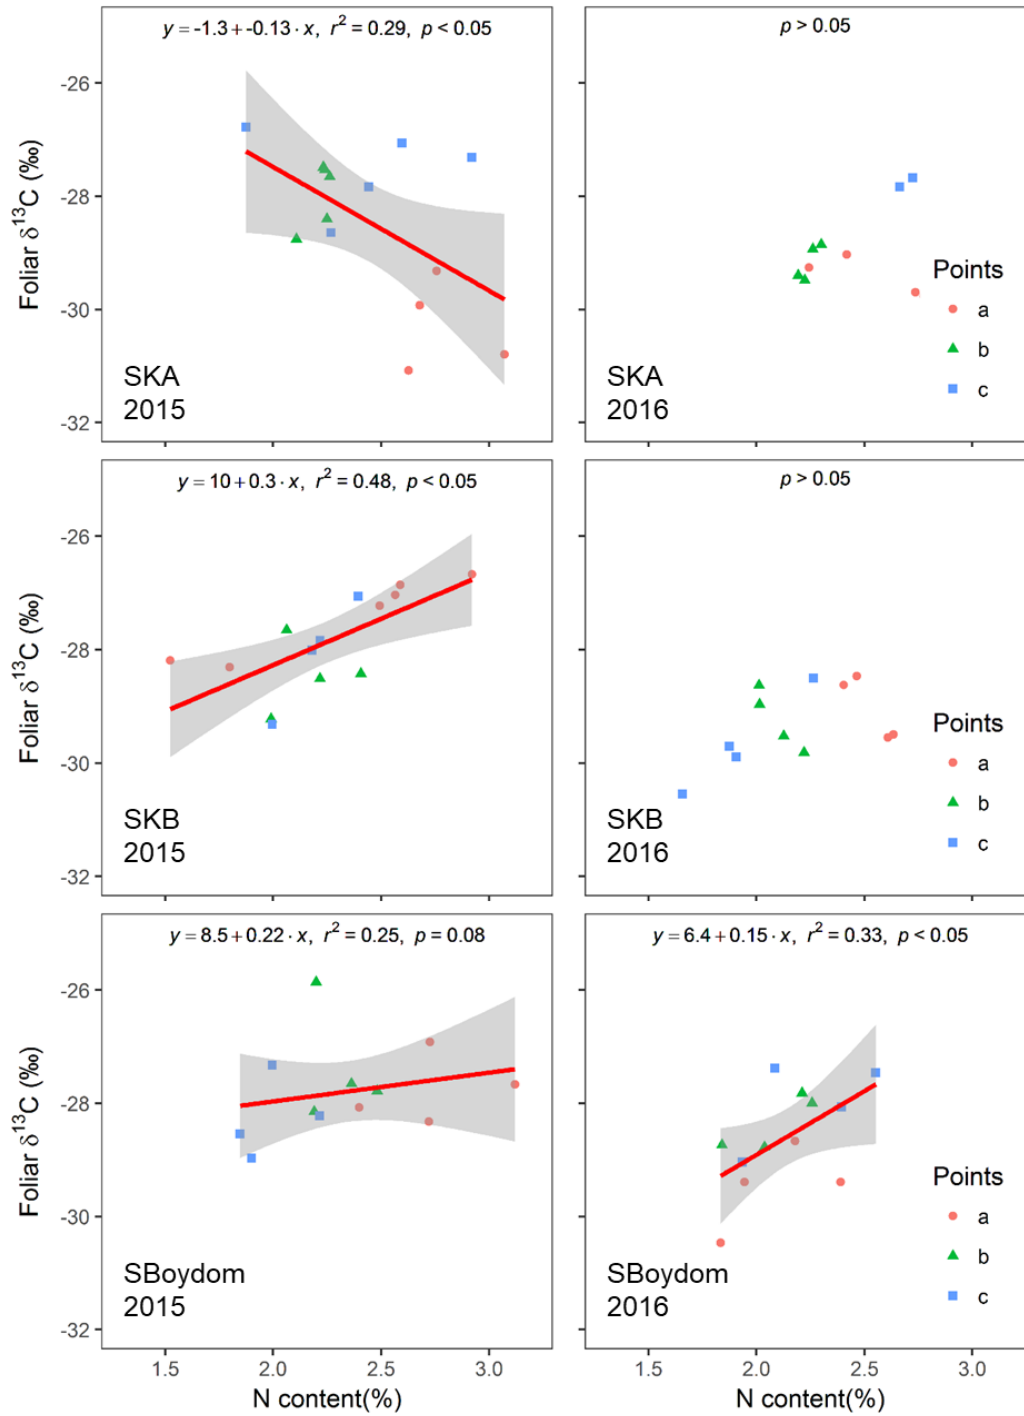 y = -1.3 + -0.13 · x, r² = 0.29, p < 0.05
p > 0.05
Foliar δ¹³C (‰)
-26
-28
-30
-32
SKA
2015
SKA
2016
Points
a
b
c
y = 10 + 0.3 · x, r² = 0.48, p < 0.05
p > 0.05
Foliar δ¹³C (‰)
-26
-28
-30
-32
SKB
2015
SKB
2016
Points
a
b
c
y = 8.5 + 0.22 · x, r² = 0.25, p = 0.08
y = 6.4 + 0.15 · x, r² = 0.33, p < 0.05
Foliar δ¹³C (‰)
-26
-28
-30
-32
SBoydom
2015
SBoydom
2016
Points
a
b
c
1.5 2.0 2.5 3.0
1.5 2.0 2.5 3.0
N content(%)
N content(%)